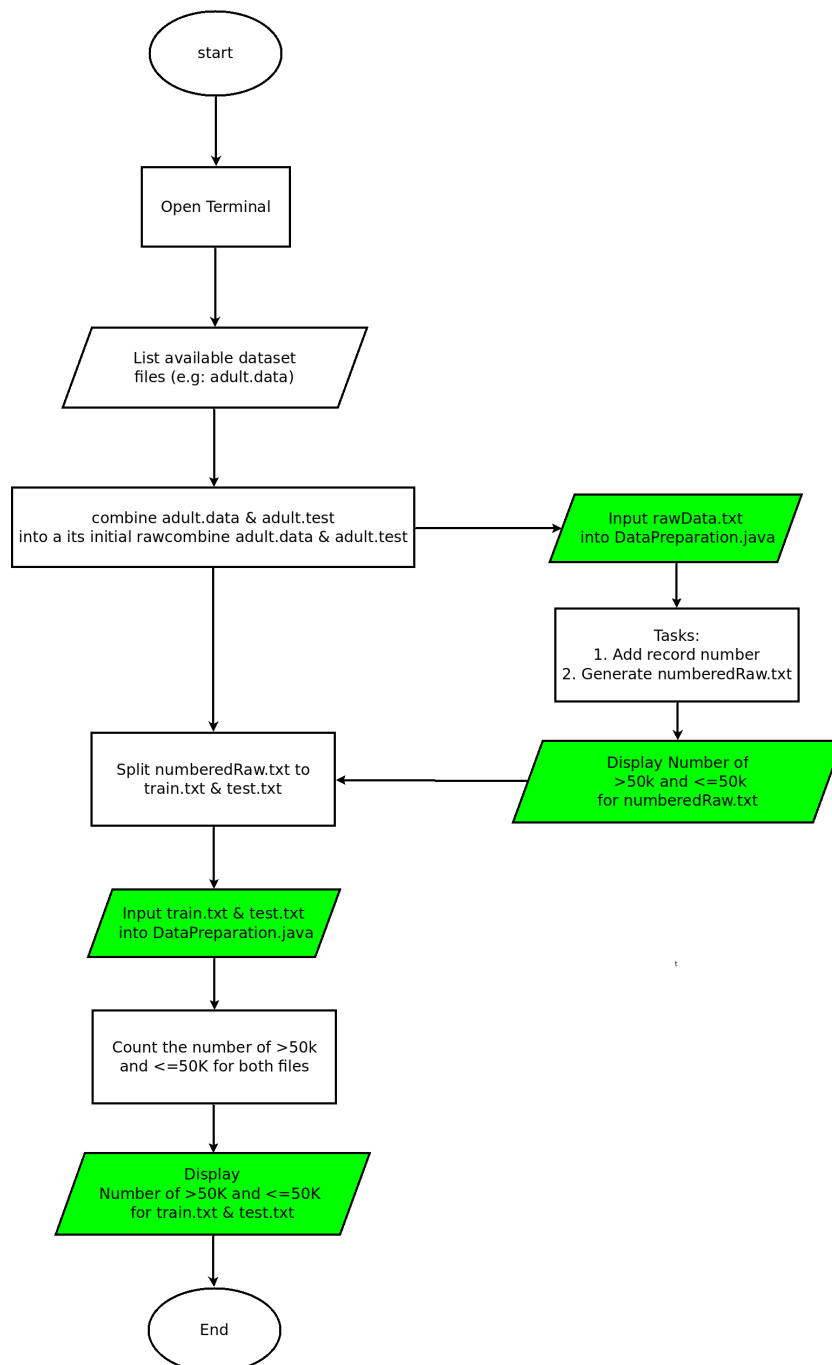 start
Open Terminal
List available dataset
files (e.g: adult.data)
combine adult.data & adult.test
into a its initial rawcombine adult.data & adult.test
Input rawData.txt
into DataPreparation.java
Tasks:
1. Add record number
2. Generate numberedRaw.txt
Display Number of
>50k and <=50k
for numberedRaw.txt
Split numberedRaw.txt to
train.txt & test.txt
Input train.txt & test.txt
into DataPreparation.java
t
Count the number of >50k
and <=50K for both files
Display
Number of >50K and <=50K
for train.txt & test.txt
End